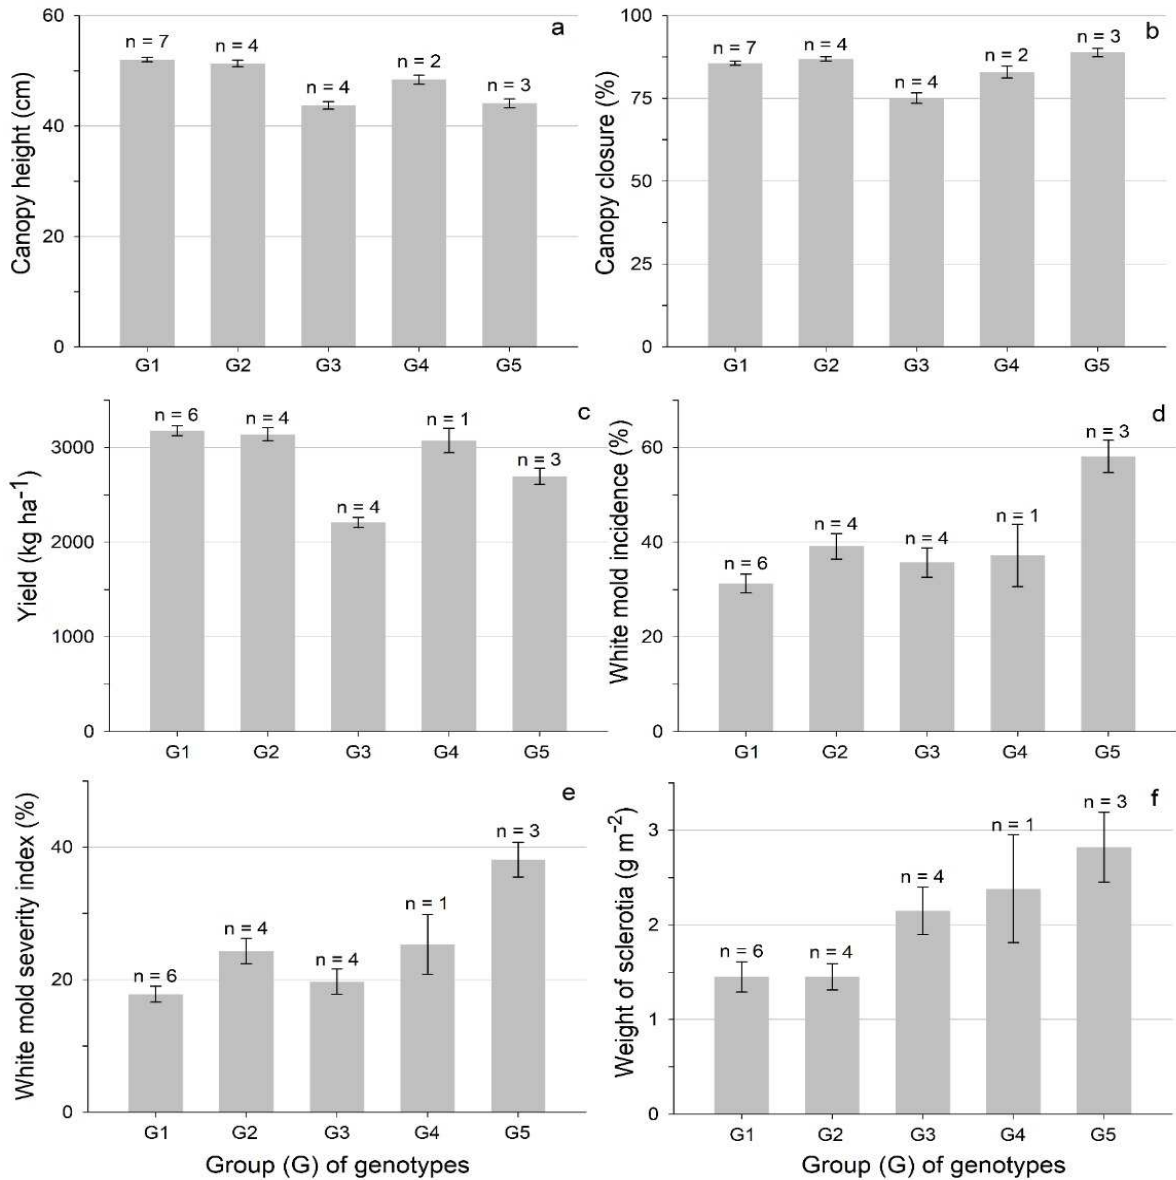 a
Canopy height (cm)
60
40
20
0
n = 7
n = 4
n = 4
n = 2
n = 3
G1 G2 G3 G4 G5
b
Canopy closure (%)
100
75
50
25
0
n = 7
n = 4
n = 4
n = 2
n = 3
G1 G2 G3 G4 G5
c
Yield (kg ha⁻¹)
3000
2000
1000
0
n = 6
n = 4
n = 4
n = 1
n = 3
G1 G2 G3 G4 G5
d
White mold incidence (%)
60
40
20
0
n = 6
n = 4
n = 4
n = 1
n = 3
G1 G2 G3 G4 G5
e
White mold severity index (%)
40
20
0
n = 6
n = 4
n = 4
n = 1
n = 3
G1 G2 G3 G4 G5
Group (G) of genotypes
f
Weight of sclerotia (g m⁻²)
3
2
1
0
n = 6
n = 4
n = 4
n = 1
n = 3
G1 G2 G3 G4 G5
Group (G) of genotypes